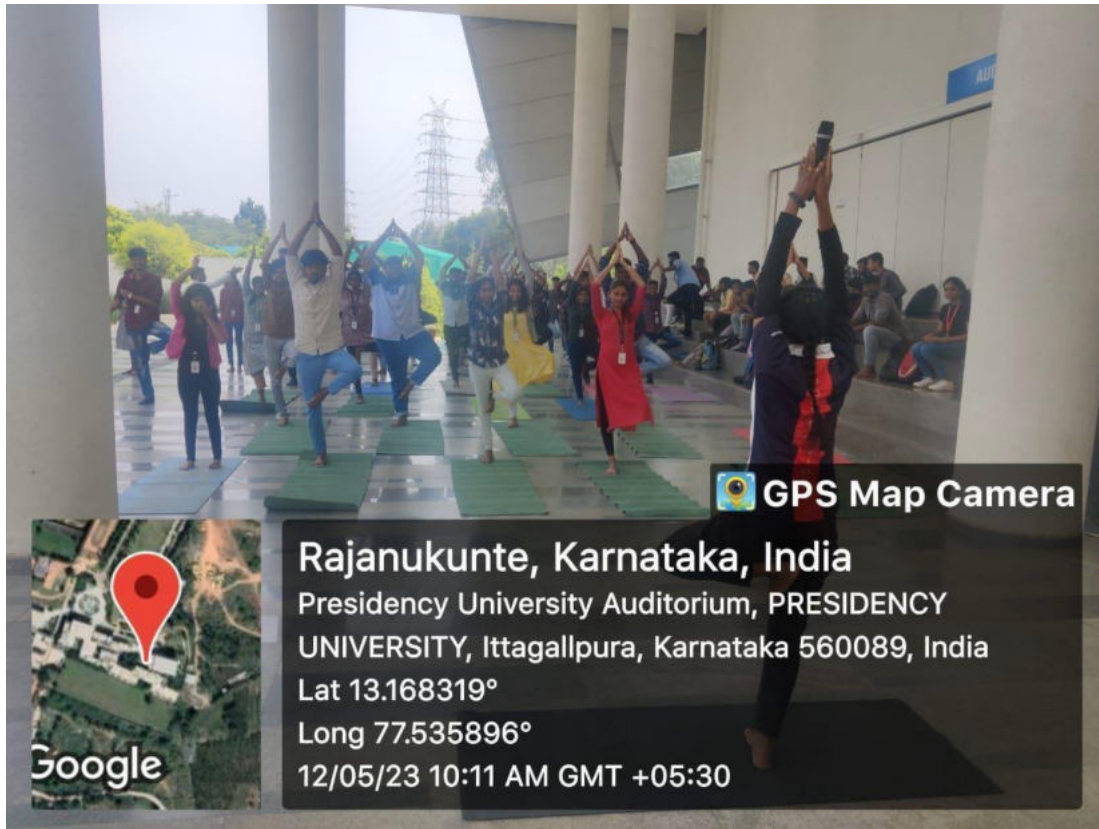 GPS Map Camera
Rajanukunte, Karnataka, India
Presidency University Auditorium, PRESIDENCY
UNIVERSITY, Ittagallpura, Karnataka 560089, India
Lat 13.168319°
Long 77.535896°
12/05/23 10:11 AM GMT +05:30
Google